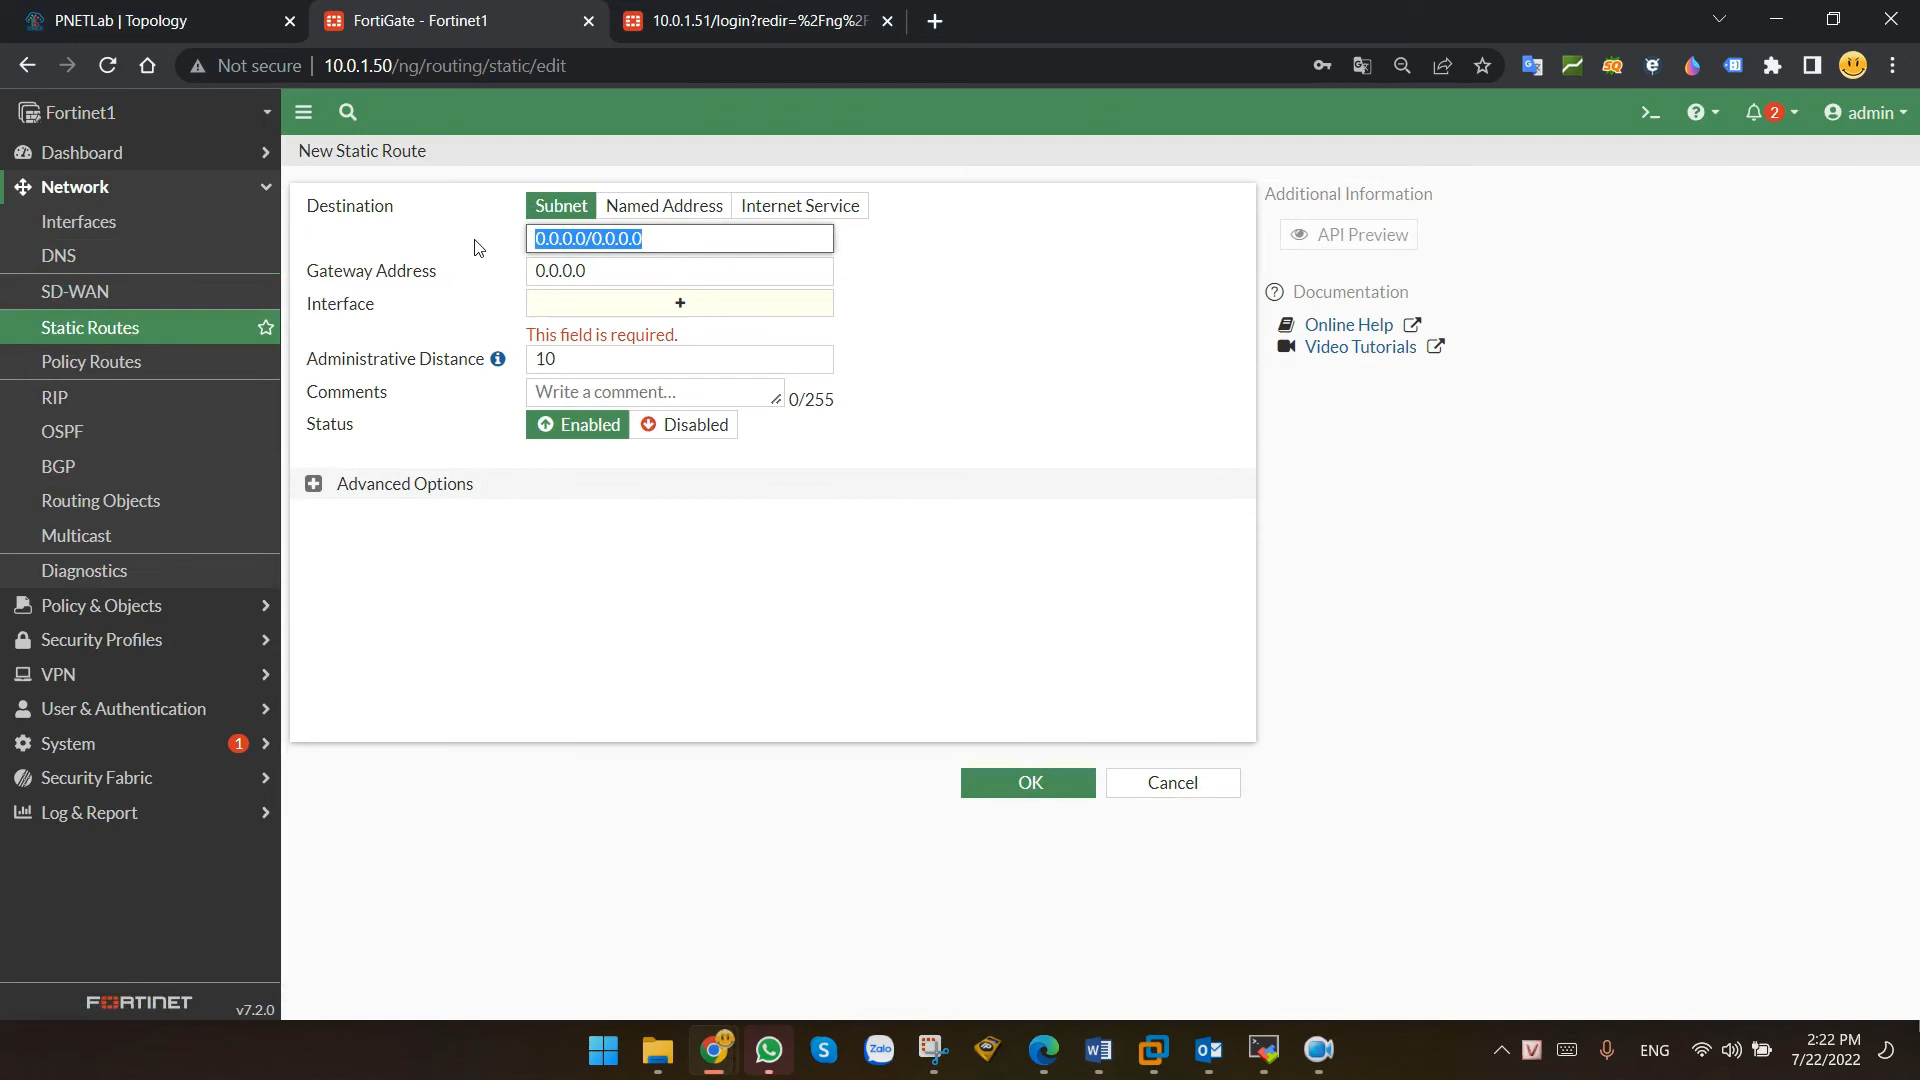 PNETLab | Topology
FortiGate - Fortinet1
10.0.1.51/login?redir=%2Fng%2F
Not secure
10.0.1.50/ng/routing/static/edit
Fortinet1
2
admin
Dashboard
Network
Interfaces
DNS
SD-WAN
Static Routes
Policy Routes
RIP
OSPF
BGP
Routing Objects
Multicast
Diagnostics
Policy & Objects
Security Profiles
VPN
User & Authentication
System 1
Security Fabric
Log & Report
FORTINET
v7.2.0
New Static Route
Destination
Subnet Named Address Internet Service
0.0.0.0/0.0.0.0
Gateway Address 0.0.0.0
Interface +
This field is required.
Administrative Distance 10
Comments Write a comment... 0/255
Status Enabled Disabled
Advanced Options
OK Cancel
Additional Information
API Preview
Documentation
Online Help
Video Tutorials
Zalo
ENG
2:22 PM
7/22/2022